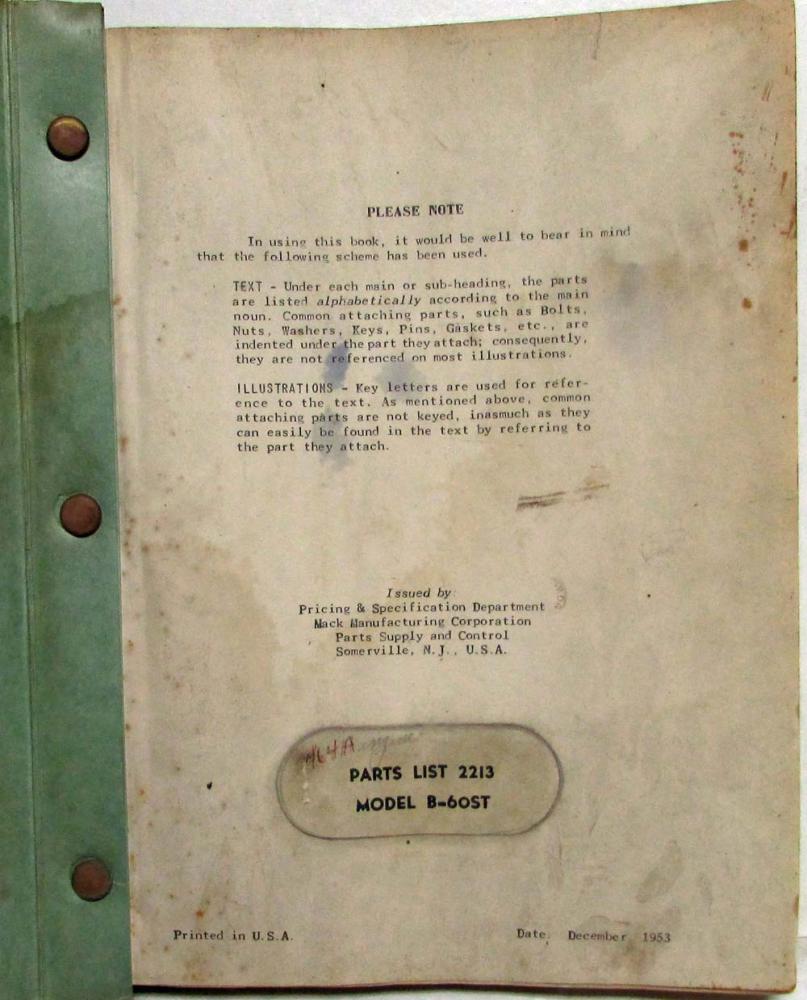 PLEASE NOTE
In using this book, it would be well to bear in mind
that the following scheme has been used.
TEXT - Under each main or sub-heading, the parts
are listed alphabetically according to the main
noun. Common attaching parts, such as Bolts,
Nuts, Washers, Keys, Pins, Gaskets, etc., are
indented under the part they attach; consequently,
they are not referenced on most illustrations.
ILLUSTRATIONS - Key letters are used for refer-
ence to the text. As mentioned above, common
attaching parts are not keyed, inasmuch as they
can easily be found in the text by referring to
the part they attach.
Issued by
Pricing & Specification Department
Mack Manufacturing Corporation
Parts Supply and Control
Somerville, N.J., U.S.A.
PARTS LIST 2213
MODEL B-60ST
Printed in U.S.A.
Date. December 1953